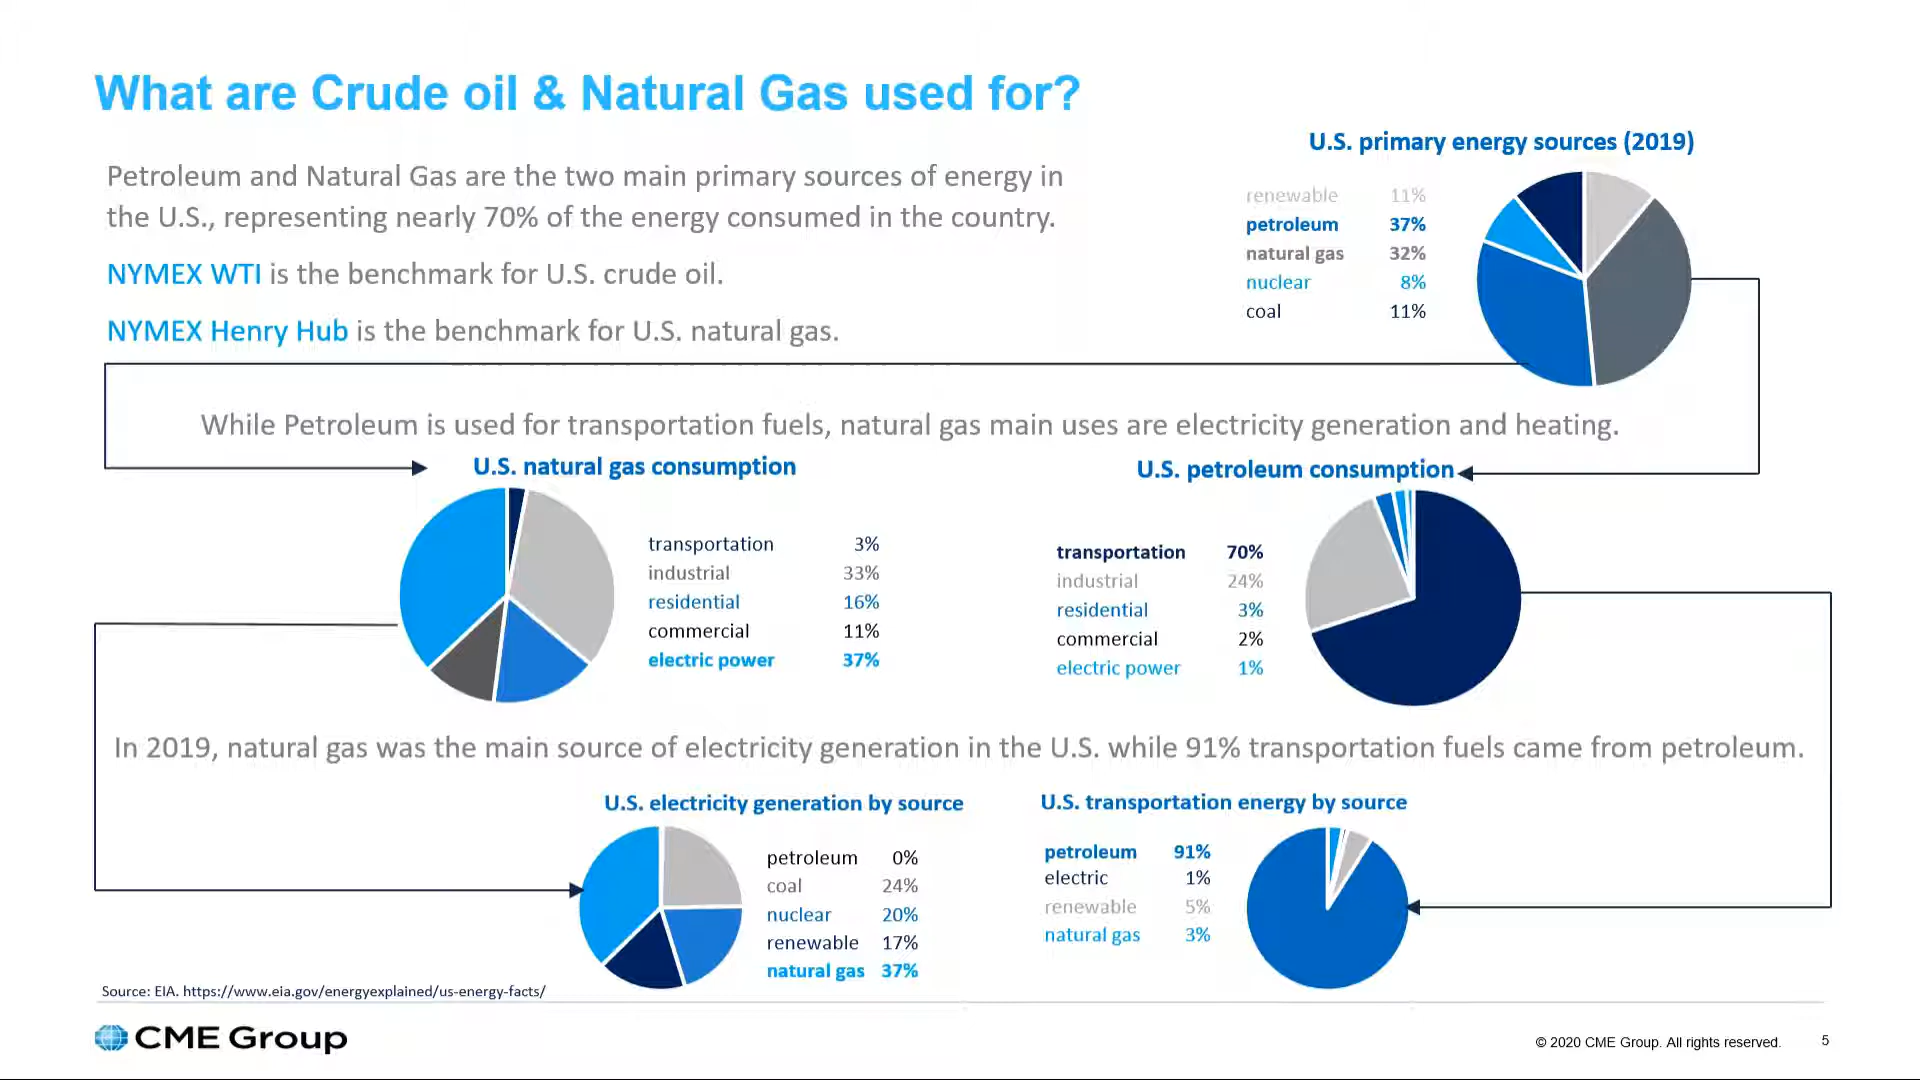 What are Crude oil & Natural Gas used for?
Petroleum and Natural Gas are the two main primary sources of energy in
the U.S., representing nearly 70% of the energy consumed in the country.
NYMEX WTI is the benchmark for U.S. crude oil.
NYMEX Henry Hub is the benchmark for U.S. natural gas.
U.S. primary energy sources (2019)
renewable 11%
petroleum 37%
natural gas 32%
nuclear 8%
coal 11%
While Petroleum is used for transportation fuels, natural gas main uses are electricity generation and heating.
U.S. natural gas consumption
transportation 3%
industrial 33%
residential 16%
commercial 11%
electric power 37%
U.S. petroleum consumption
transportation 70%
industrial 24%
residential 3%
commercial 2%
electric power 1%
In 2019, natural gas was the main source of electricity generation in the U.S. while 91% transportation fuels came from petroleum.
U.S. electricity generation by source
petroleum 0%
coal 24%
nuclear 20%
renewable 17%
natural gas 37%
U.S. transportation energy by source
petroleum 91%
electric 1%
renewable 5%
natural gas 3%
Source: EIA. https://www.eia.gov/energyexplained/us-energy-facts/
CME Group
© 2020 CME Group. All rights reserved.
5